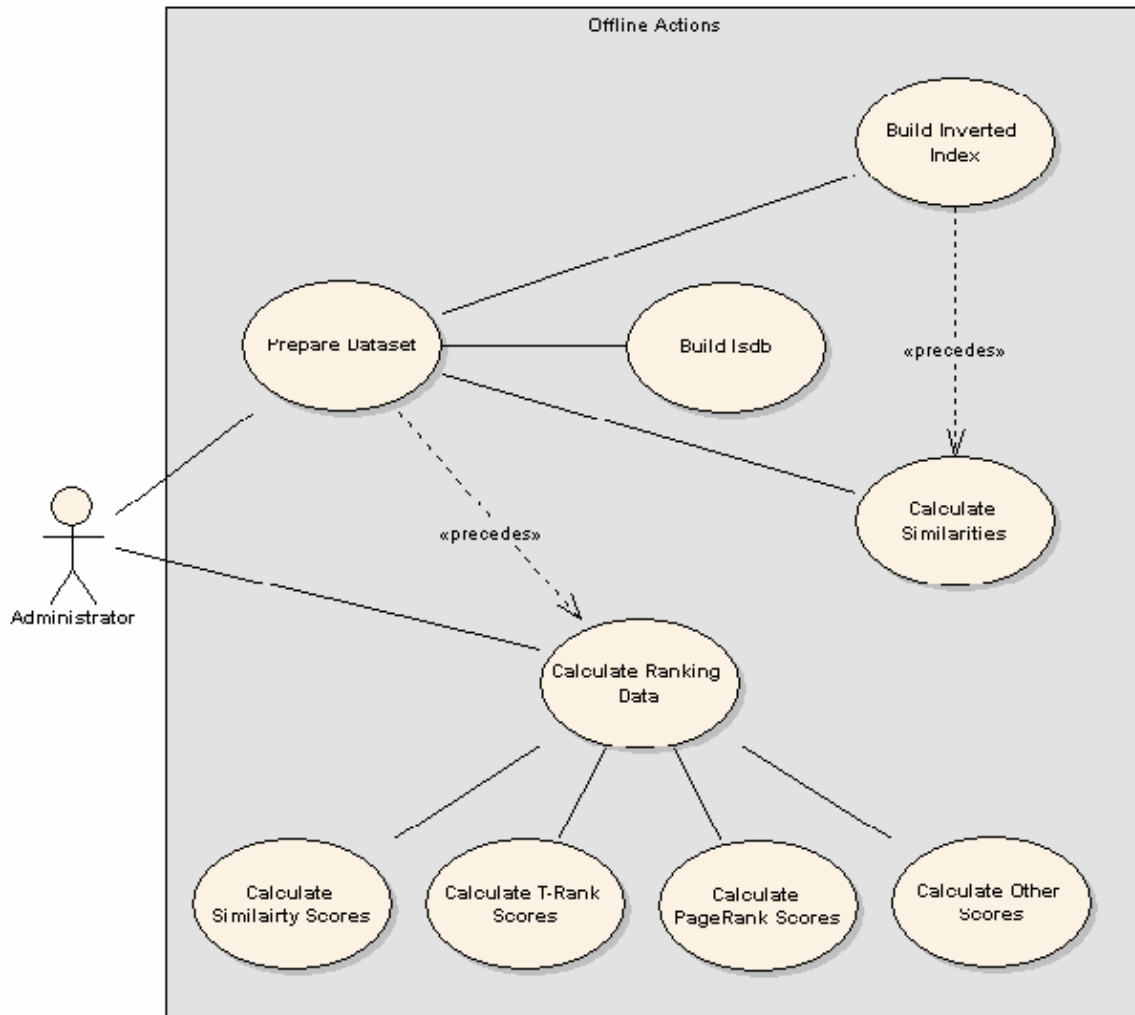 Offline Actions
Build Inverted
Index
Prepare Dataset
Build lsdb
«precedes»
Calculate
Similarities
«precedes»
Administrator
Calculate Ranking
Data
Calculate
Similairty Scores
Calculate T-Rank
Scores
Calculate
PageRank Scores
Calculate Other
Scores